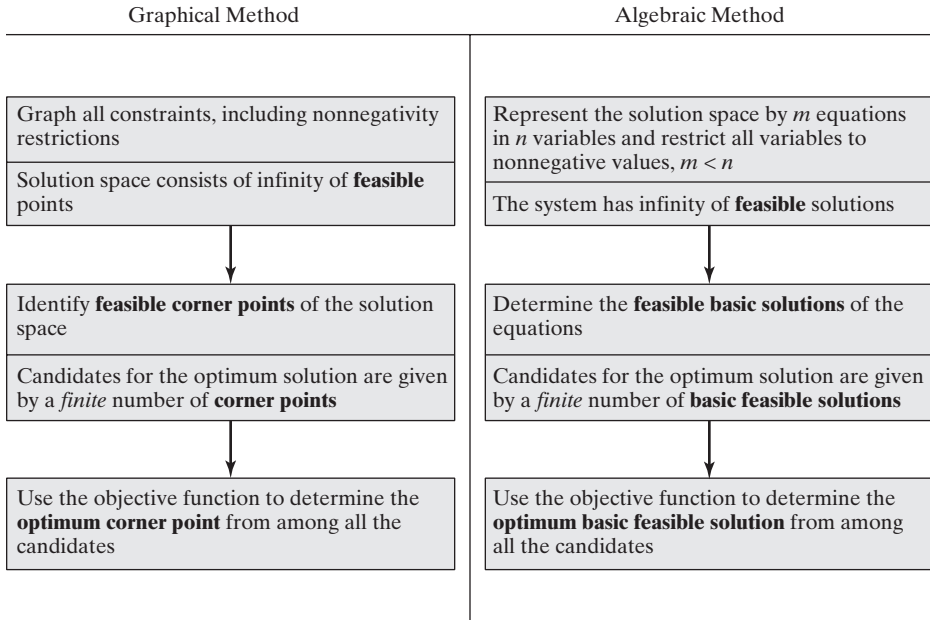 Graphical Method
Graph all constraints, including nonnegativity
restrictions
Solution space consists of infinity of feasible
points
Identify feasible corner points of the solution
space
Candidates for the optimum solution are given
by a finite number of corner points
Use the objective function to determine the
optimum corner point from among all the
candidates
Algebraic Method
Represent the solution space by m equations
in n variables and restrict all variables to
nonnegative values, m < n
The system has infinity of feasible solutions
Determine the feasible basic solutions of the
equations
Candidates for the optimum solution are given
by a finite number of basic feasible solutions
Use the objective function to determine the
optimum basic feasible solution from among
all the candidates